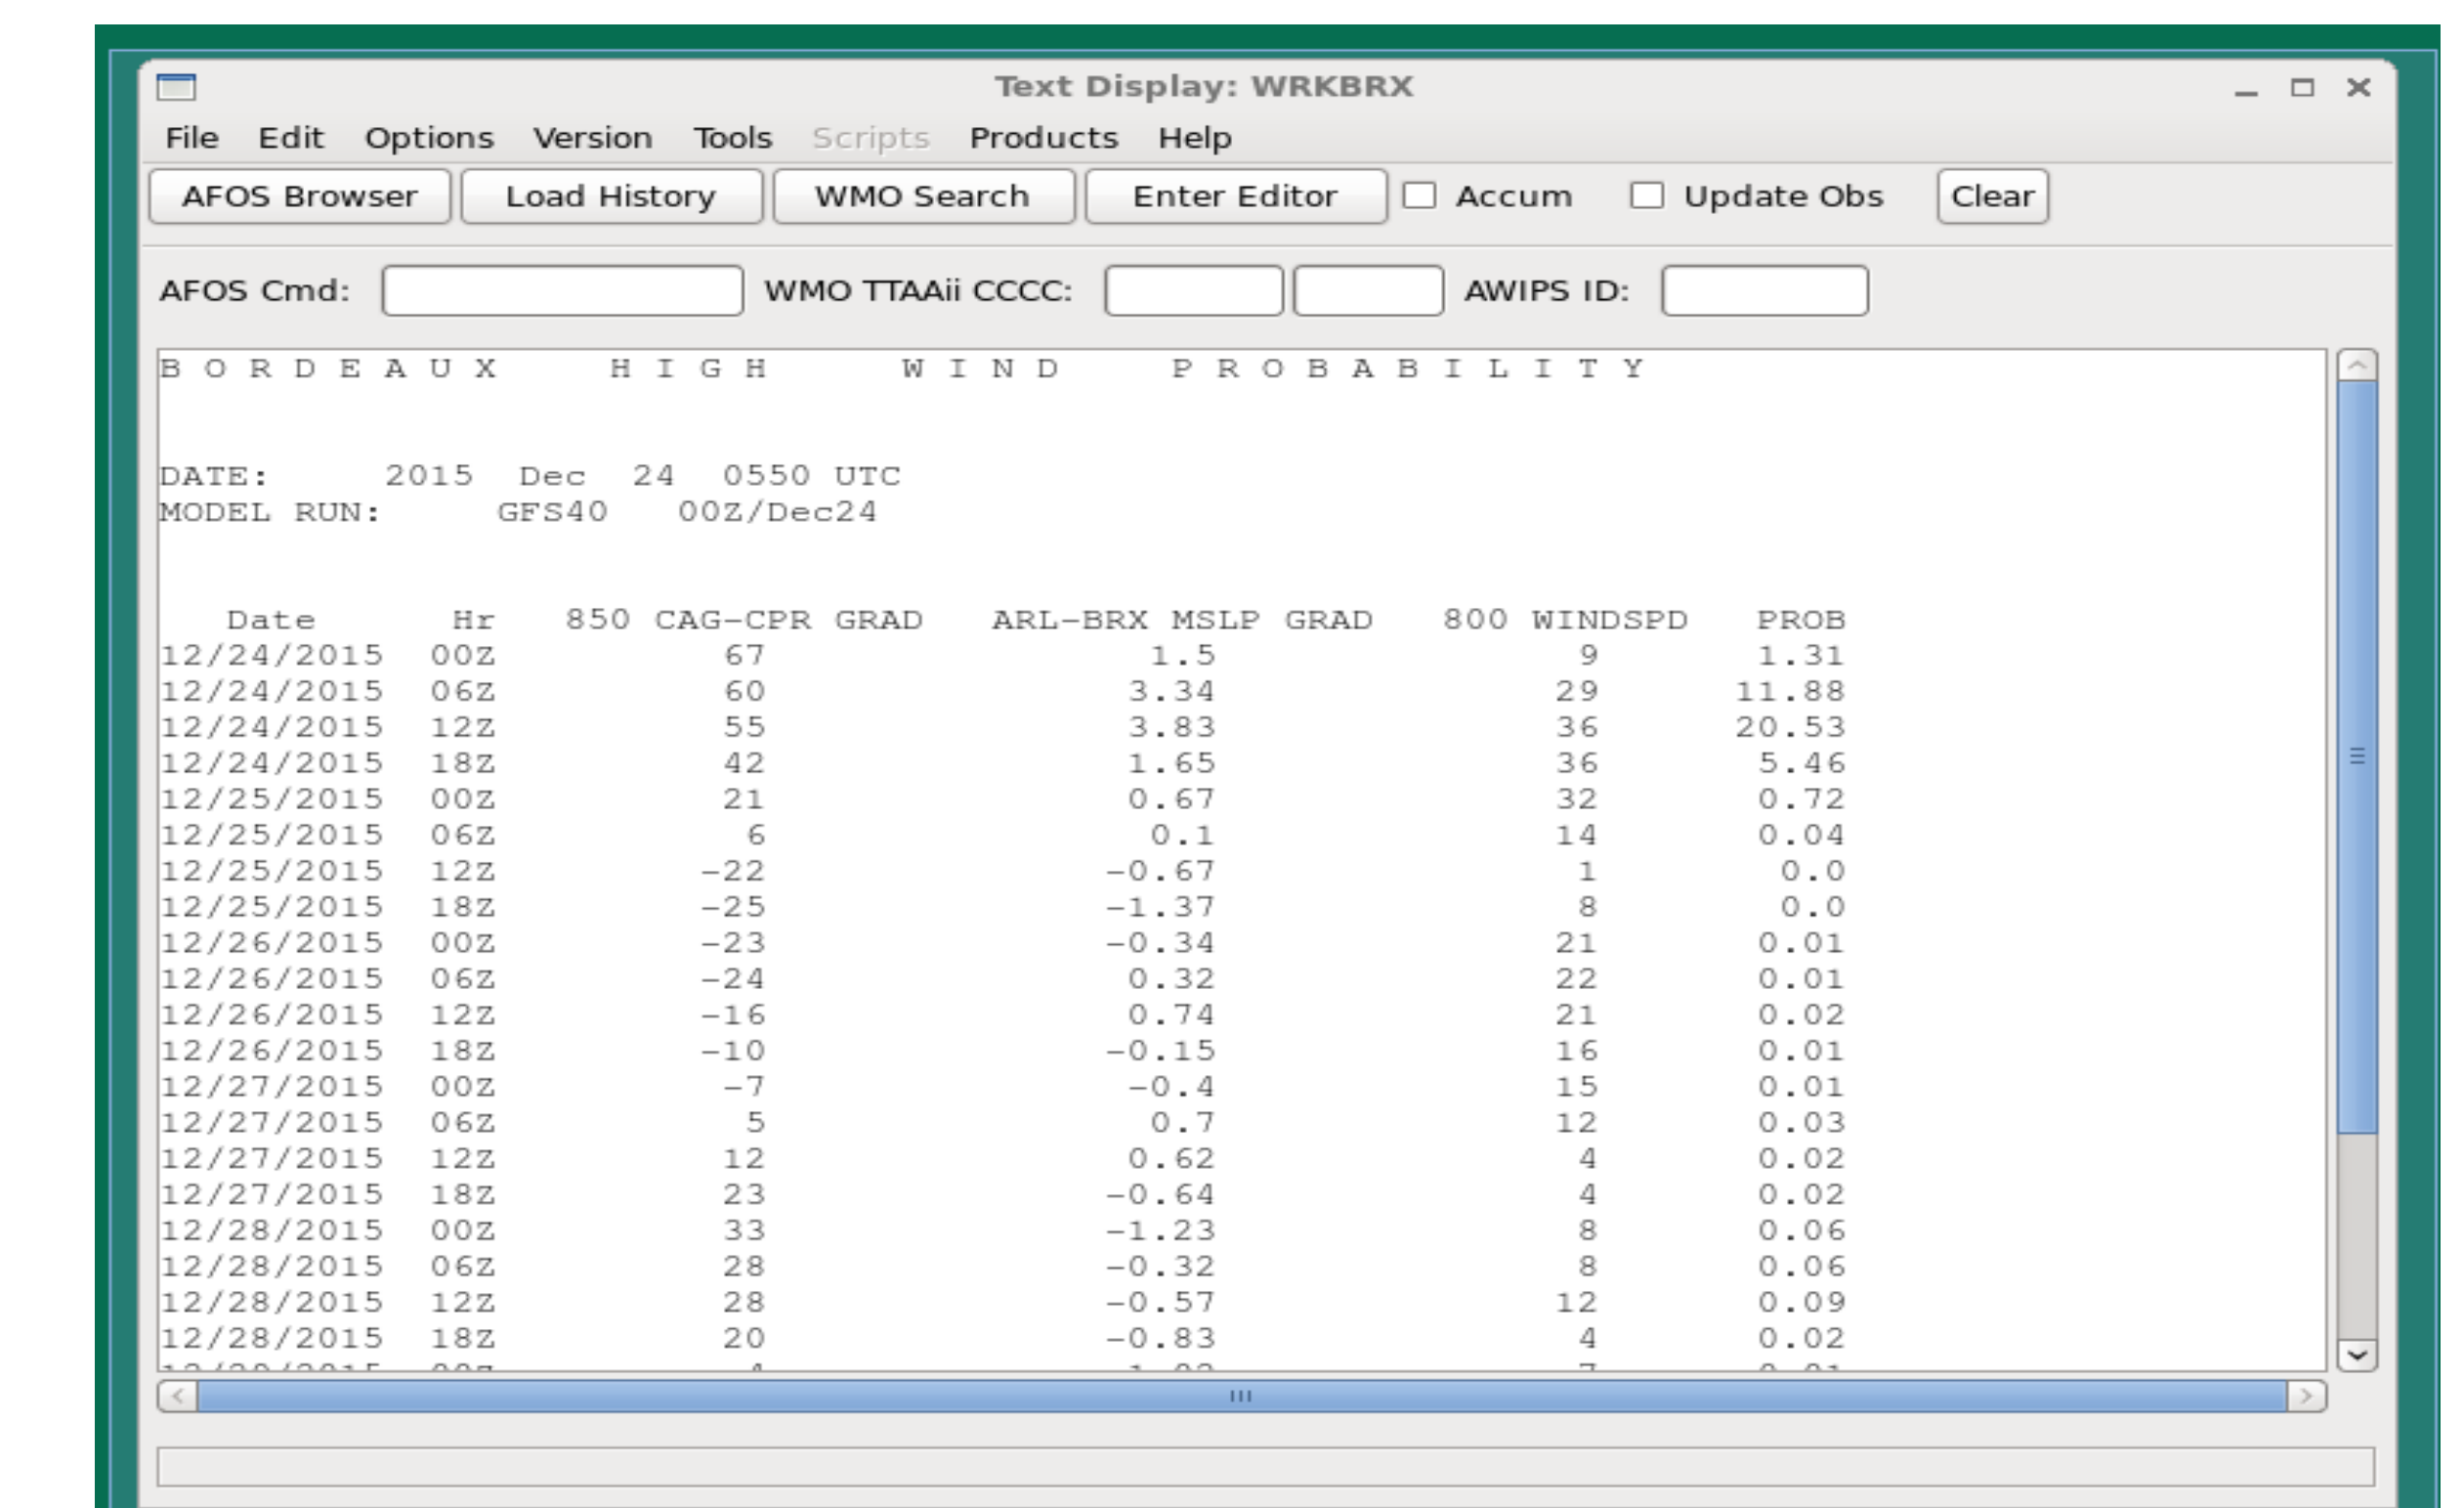 Text Display: WRKBRX
File Edit Options Version Tools Scripts Products Help
AFOS Browser Load History WMO Search Enter Editor Accum Update Obs Clear
AFOS Cmd: WMO TTAAii CCCC: AWIPS ID:
B O R D E A U X H I G H W I N D P R O B A B I L I T Y
DATE: 2015 Dec 24 0550 UTC
MODEL RUN: GFS40 00Z/Dec24
Date Hr 850 CAG-CPR GRAD ARL-BRX MSLP GRAD 800 WINDSPD PROB
12/24/2015 00Z 67 1.5 9 1.31
12/24/2015 06Z 60 3.34 29 11.88
12/24/2015 12Z 55 3.83 36 20.53
12/24/2015 18Z 42 1.65 36 5.46
12/25/2015 00Z 21 0.67 32 0.72
12/25/2015 06Z 6 0.1 14 0.04
12/25/2015 12Z -22 -0.67 1 0.0
12/25/2015 18Z -25 -1.37 8 0.0
12/26/2015 00Z -23 -0.34 21 0.01
12/26/2015 06Z -24 0.32 22 0.01
12/26/2015 12Z -16 0.74 21 0.02
12/26/2015 18Z -10 -0.15 16 0.01
12/27/2015 00Z -7 -0.4 15 0.01
12/27/2015 06Z 5 0.7 12 0.03
12/27/2015 12Z 12 0.62 4 0.02
12/27/2015 18Z 23 -0.64 4 0.02
12/28/2015 00Z 33 -1.23 8 0.06
12/28/2015 06Z 28 -0.32 8 0.06
12/28/2015 12Z 28 -0.57 12 0.09
12/28/2015 18Z 20 -0.83 4 0.02